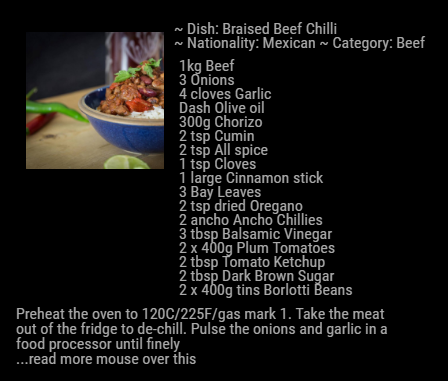 ~ Dish: Braised Beef Chilli
~ Nationality: Mexican ~ Category: Beef
1kg Beef
3 Onions
4 cloves Garlic
Dash Olive oil
300g Chorizo
2 tsp Cumin
2 tsp All spice
1 tsp Cloves
1 large Cinnamon stick
3 Bay Leaves
2 tsp dried Oregano
2 ancho Ancho Chillies
3 tbsp Balsamic Vinegar
2 x 400g Plum Tomatoes
2 tbsp Tomato Ketchup
2 tbsp Dark Brown Sugar
2 x 400g tins Borlotti Beans
Preheat the oven to 120C/225F/gas mark 1. Take the meat
out of the fridge to de-chill. Pulse the onions and garlic in a
food processor until finely
...read more mouse over this